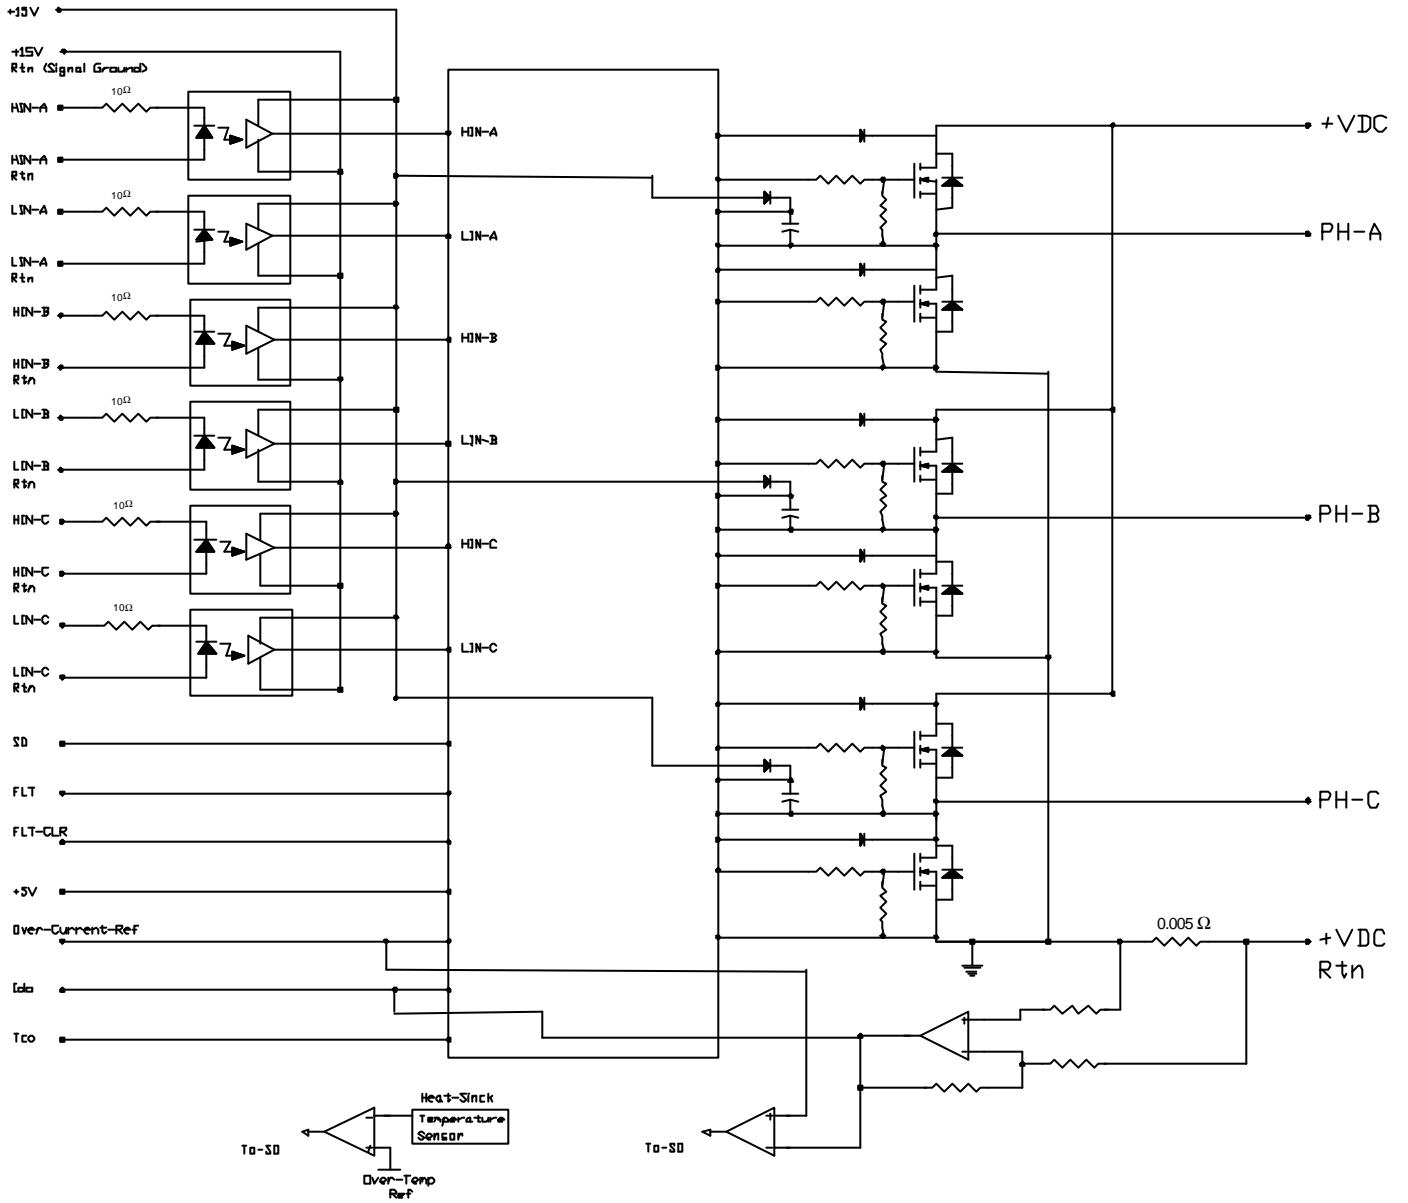 +15V
+15V
Rtn (Signal Ground)
HIN-A
10Ω
HIN-A
Rtn
LIN-A
10Ω
LIN-A
Rtn
HIN-B
10Ω
HIN-B
Rtn
LIN-B
10Ω
LIN-B
Rtn
HIN-C
10Ω
HIN-C
Rtn
LIN-C
10Ω
LIN-C
Rtn
SD
FLT
FLT-CLR
+5V
Over-Current-Ref
Ido
Tco
HIN-A
LIN-A
HIN-B
LIN-B
HIN-C
LIN-C
+VDC
PH-A
PH-B
PH-C
0.005 Ω
+VDC
Rtn
Heat-Sinck
Temperature
Sensor
To-SD
Over-Temp
Ref
To-SD